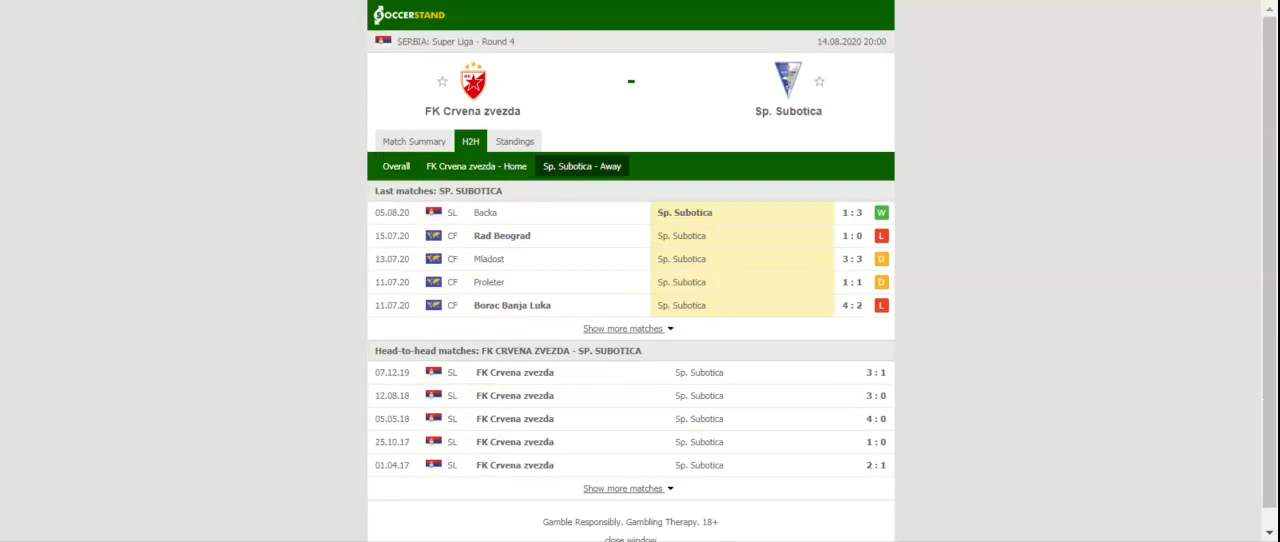 SOCCERSTAND
SERBIA: Super Liga - Round 4 14.08.2020 20:00
-
FK Crvena zvezda Sp. Subotica
Match Summary H2H Standings
Overall FK Crvena zvezda - Home Sp. Subotica - Away
Last matches: SP. SUBOTICA
05.08.20 SL Backa Sp. Subotica 1 : 3 W
15.07.20 CF Rad Beograd Sp. Subotica 1 : 0 L
13.07.20 CF Mladost Sp. Subotica 3 : 3 D
11.07.20 CF Proleter Sp. Subotica 1 : 1 D
11.07.20 CF Borac Banja Luka Sp. Subotica 4 : 2 L
Show more matches
Head-to-head matches: FK CRVENA ZVEZDA - SP. SUBOTICA
07.12.19 SL FK Crvena zvezda Sp. Subotica 3 : 1
12.08.18 SL FK Crvena zvezda Sp. Subotica 3 : 0
05.05.18 SL FK Crvena zvezda Sp. Subotica 4 : 0
25.10.17 SL FK Crvena zvezda Sp. Subotica 1 : 0
01.04.17 SL FK Crvena zvezda Sp. Subotica 2 : 1
Show more matches
Gamble Responsibly. Gambling Therapy. 18+
close window